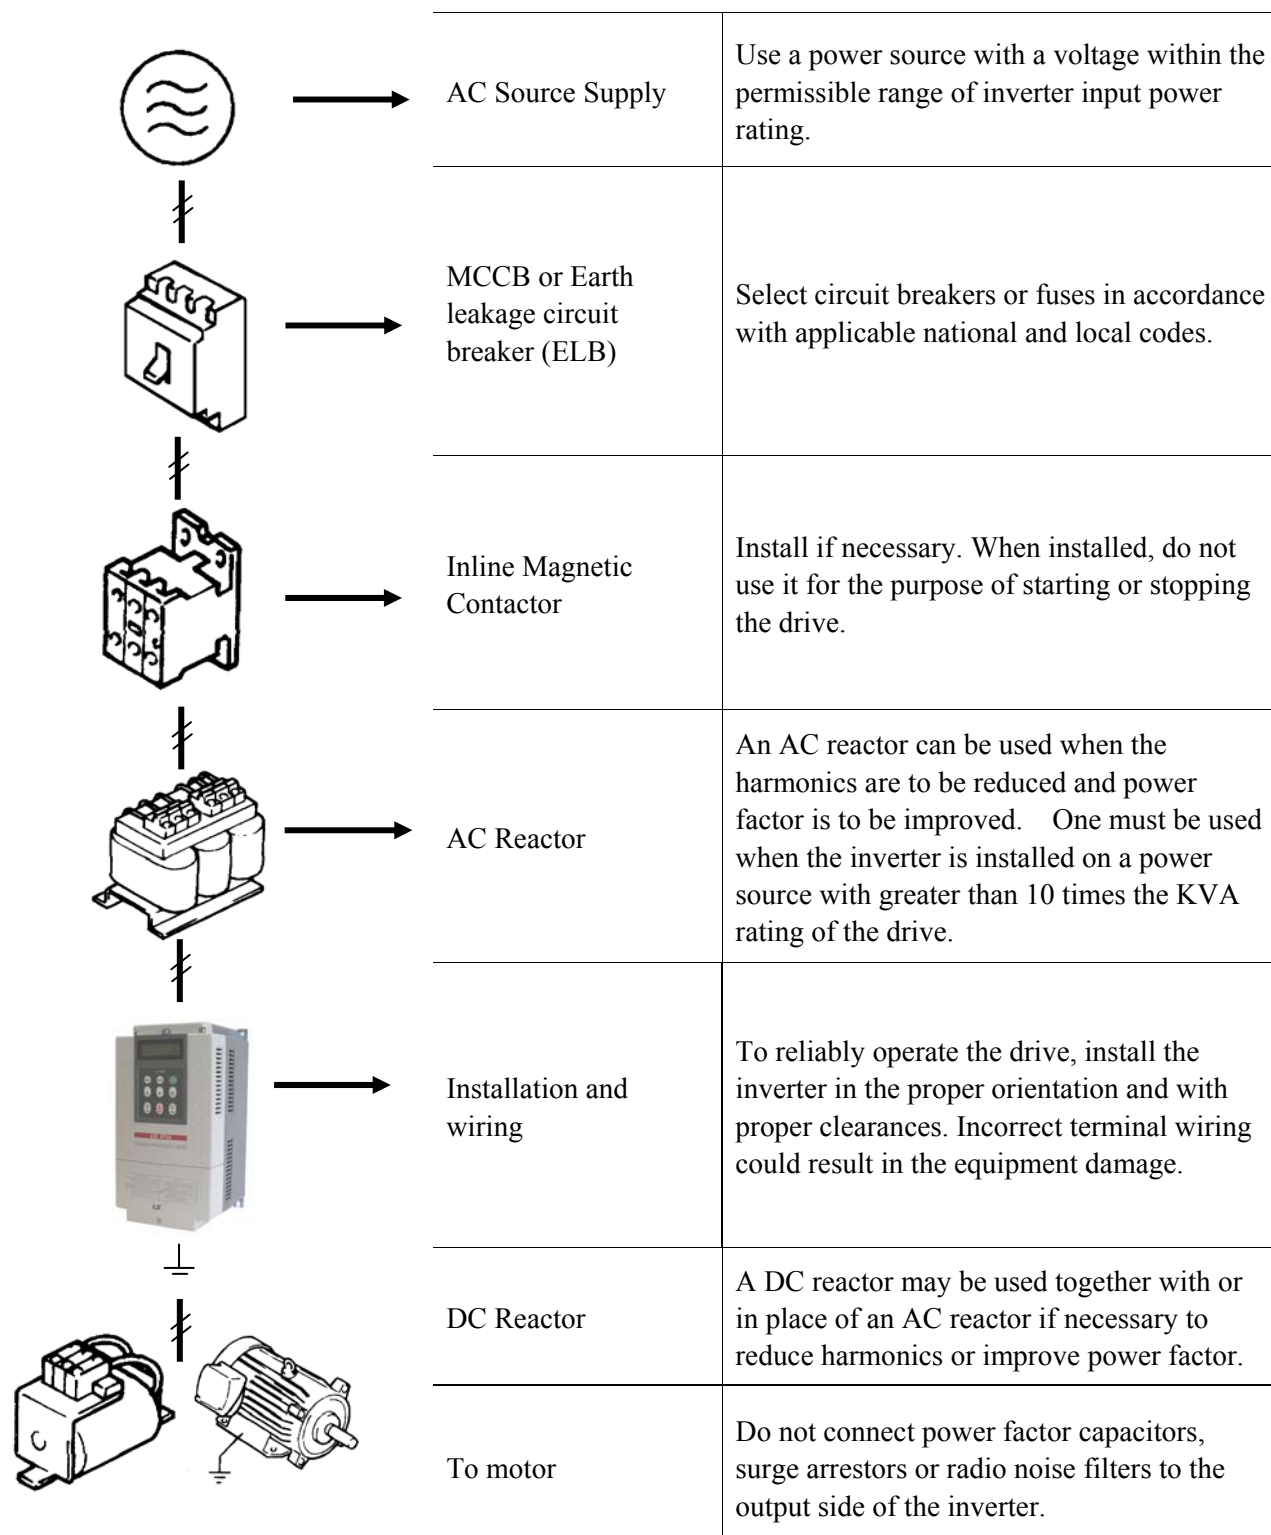 AC Source Supply
Use a power source with a voltage within the
permissible range of inverter input power
rating.
MCCB or Earth
leakage circuit
breaker (ELB)
Select circuit breakers or fuses in accordance
with applicable national and local codes.
Inline Magnetic
Contactor
Install if necessary. When installed, do not
use it for the purpose of starting or stopping
the drive.
AC Reactor
An AC reactor can be used when the
harmonics are to be reduced and power
factor is to be improved.    One must be used
when the inverter is installed on a power
source with greater than 10 times the KVA
rating of the drive.
Installation and
wiring
To reliably operate the drive, install the
inverter in the proper orientation and with
proper clearances. Incorrect terminal wiring
could result in the equipment damage.
LS
DC Reactor
A DC reactor may be used together with or
in place of an AC reactor if necessary to
reduce harmonics or improve power factor.
To motor
Do not connect power factor capacitors,
surge arrestors or radio noise filters to the
output side of the inverter.